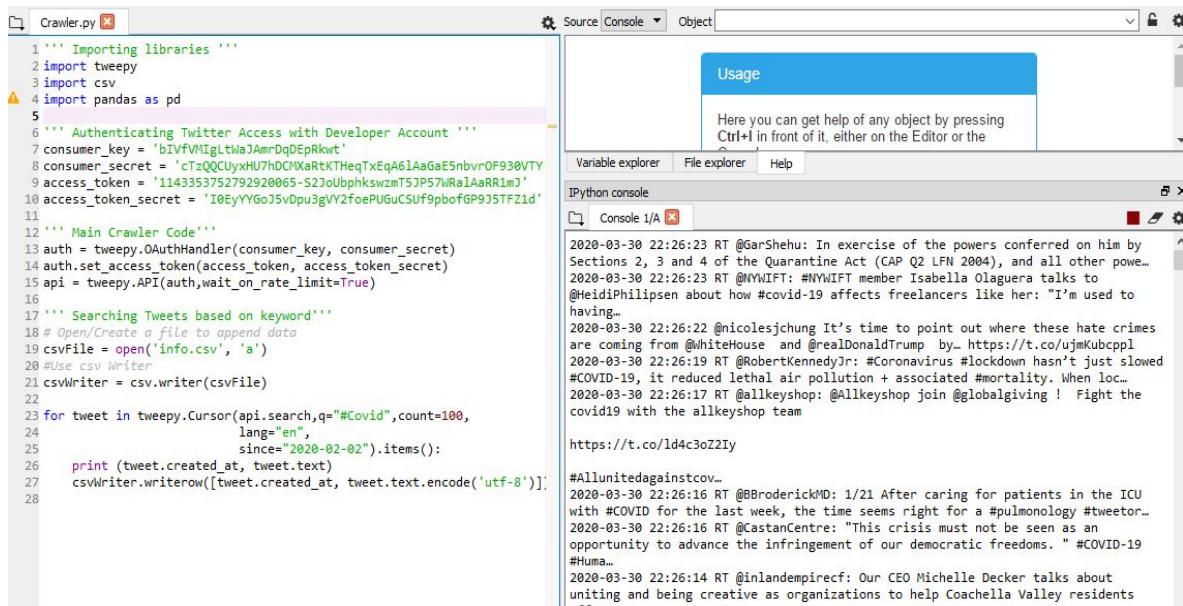 Crawler.py
1 ''' Importing libraries '''
2 import tweepy
3 import csv
4 import pandas as pd
5
6 ''' Authenticating Twitter Access with Developer Account '''
7 consumer_key =
8 consumer_secret =
9 access_token =
10 access_token_secret =
11
12 ''' Main Crawler Code'''
13 auth = tweepy.OAuthHandler(consumer_key, consumer_secret)
14 auth.set_access_token(access_token, access_token_secret)
15 api = tweepy.API(auth,wait_on_rate_limit=True)
16
17 ''' Searching Tweets based on keyword'''
18 # Open/Create a file to append data
19 csvFile = open('info.csv', 'a')
20 #Use csv Writer
21 csvWriter = csv.writer(csvFile)
22
23 for tweet in tweepy.Cursor(api.search,q="#Covid",count=100,
24 lang="en",
25 since="2020-02-02").items():
26 print (tweet.created_at, tweet.text)
27 csvWriter.writerow([tweet.created_at, tweet.text.encode('utf-8')])
28
Source Console Object
Usage
Here you can get help of any object by pressing
Ctrl+I in front of it, either on the Editor or the
Variable explorer File explorer Help
IPython console
Console 1/A
2020-03-30 22:26:23 RT @GarShehu: In exercise of the powers conferred on him by
Sections 2, 3 and 4 of the Quarantine Act (CAP Q2 LFN 2004), and all other powe…
2020-03-30 22:26:23 RT @NYWIFT: #NYWIFT member Isabella Olaguera talks to
@HeidiPhilipsen about how #covid-19 affects freelancers like her: "I'm used to
having…
2020-03-30 22:26:22 @nicolesjchung It's time to point out where these hate crimes
are coming from @WhiteHouse and @realDonaldTrump by… https://t.co/ujmKubcppl
2020-03-30 22:26:19 RT @RobertKennedyJr: #Coronavirus #lockdown hasn't just slowed
#COVID-19, it reduced lethal air pollution + associated #mortality. When loc…
2020-03-30 22:26:17 RT @allkeyshop: @Allkeyshop join @globalgiving ! Fight the
covid19 with the allkeyshop team
https://t.co/ld4c3oZ2Iy
#Allunitedagainstcov…
2020-03-30 22:26:16 RT @BBroderickMD: 1/21 After caring for patients in the ICU
with #COVID for the last week, the time seems right for a #pulmonology #tweetor…
2020-03-30 22:26:16 RT @CastanCentre: "This crisis must not be seen as an
opportunity to advance the infringement of our democratic freedoms. " #COVID-19
#Huma…
2020-03-30 22:26:14 RT @inlandempirecf: Our CEO Michelle Decker talks about
uniting and being creative as organizations to help Coachella Valley residents